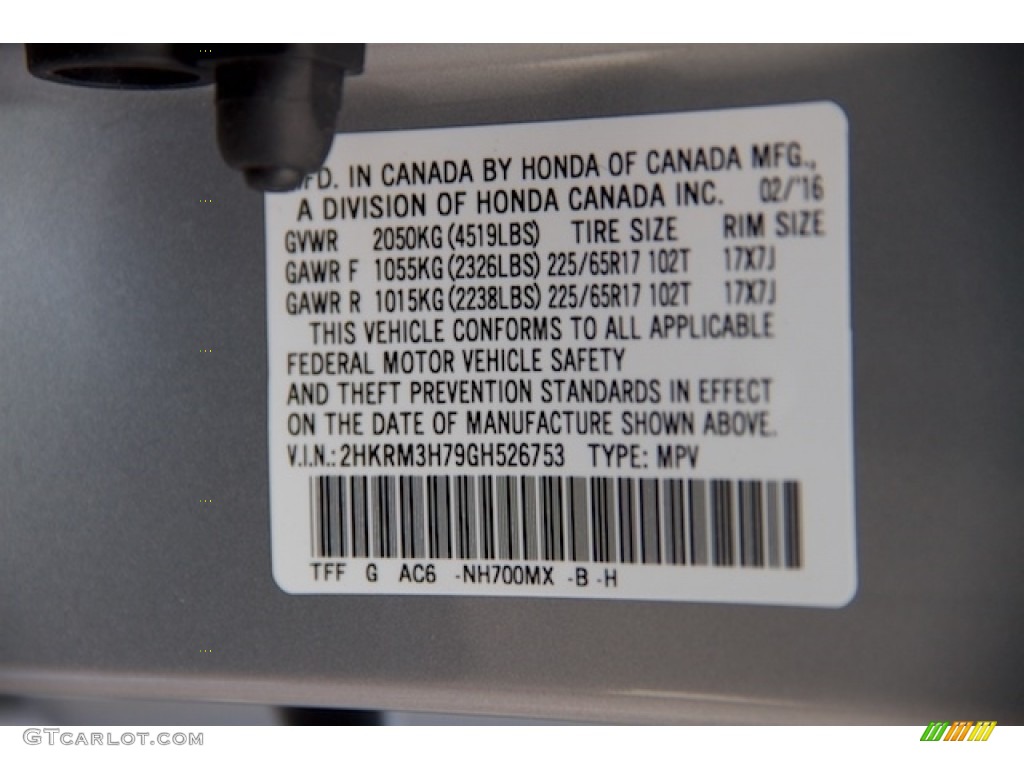 MFD. IN CANADA BY HONDA OF CANADA MFG.,
A DIVISION OF HONDA CANADA INC. 02/'16
GVWR 2050KG(4519LBS) TIRE SIZE RIM SIZE
GAWR F 1055KG(2326LBS) 225/65R17 102T 17X7J
GAWR R 1015KG(2238LBS) 225/65R17 102T 17X7J
THIS VEHICLE CONFORMS TO ALL APPLICABLE
FEDERAL MOTOR VEHICLE SAFETY
AND THEFT PREVENTION STANDARDS IN EFFECT
ON THE DATE OF MANUFACTURE SHOWN ABOVE.
V.I.N.: 2HKRM3H79GH526753 TYPE: MPV
TFF G AC6 -NH700MX -B -H
GTCARLOT.COM